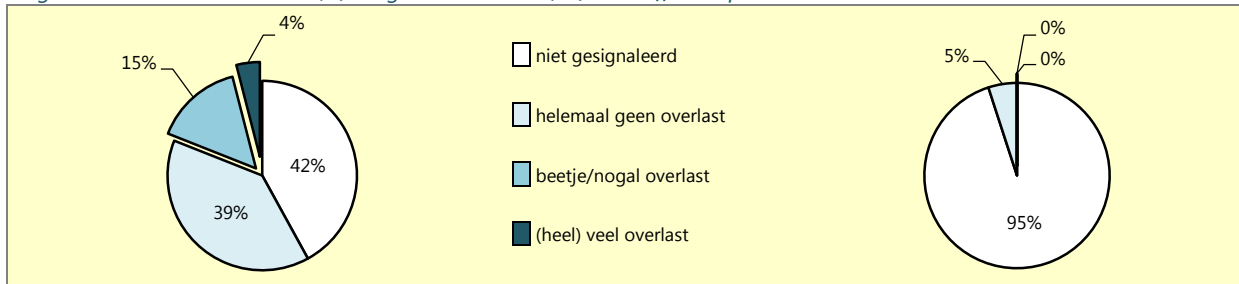 4%
15%
42%
39%
niet gesignaleerd
helemaal geen overlast
beetje/nogal overlast
(heel) veel overlast
0%
5%
0%
95%